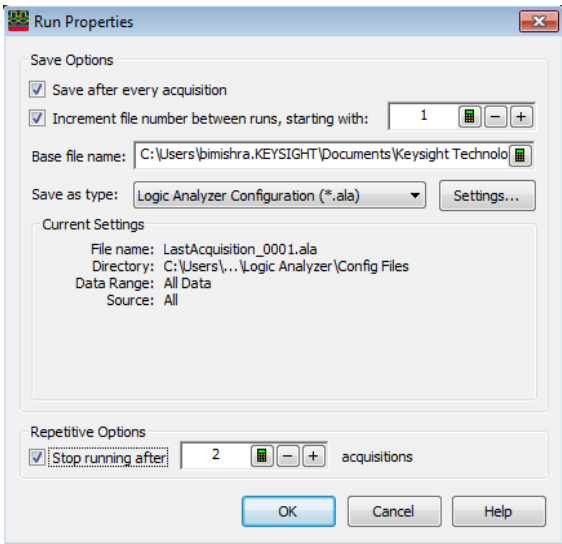 Run Properties
Save Options
Save after every acquisition
Increment file number between runs, starting with: 1
Base file name: C:\Users\bimishra.KEYSIGHT\Documents\Keysight Technolo
Save as type: Logic Analyzer Configuration (*.ala) Settings...
Current Settings
File name: LastAcquisition_0001.ala
Directory: C:\Users\...\Logic Analyzer\Config Files
Data Range: All Data
Source: All
Repetitive Options
Stop running after 2 acquisitions
OK Cancel Help